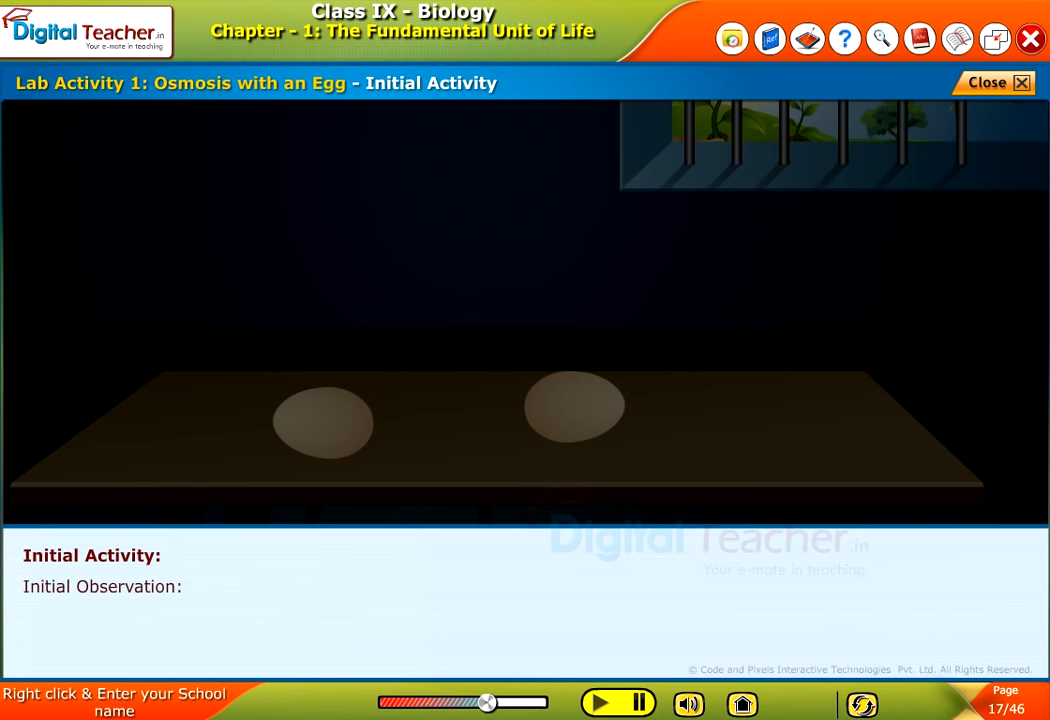 Digital Teacher.in
Your e-mate in teaching
Class IX - Biology
Chapter - 1: The Fundamental Unit of Life
Ref
?
Lab Activity 1: Osmosis with an Egg - Initial Activity
Close
Digital Teacher.in
Your e-mate in teaching
Initial Activity:
Initial Observation:
© Code and Pixels Interactive Technologies Pvt. Ltd. All Rights Reserved.
Right click & Enter your School
name
Page
17/46